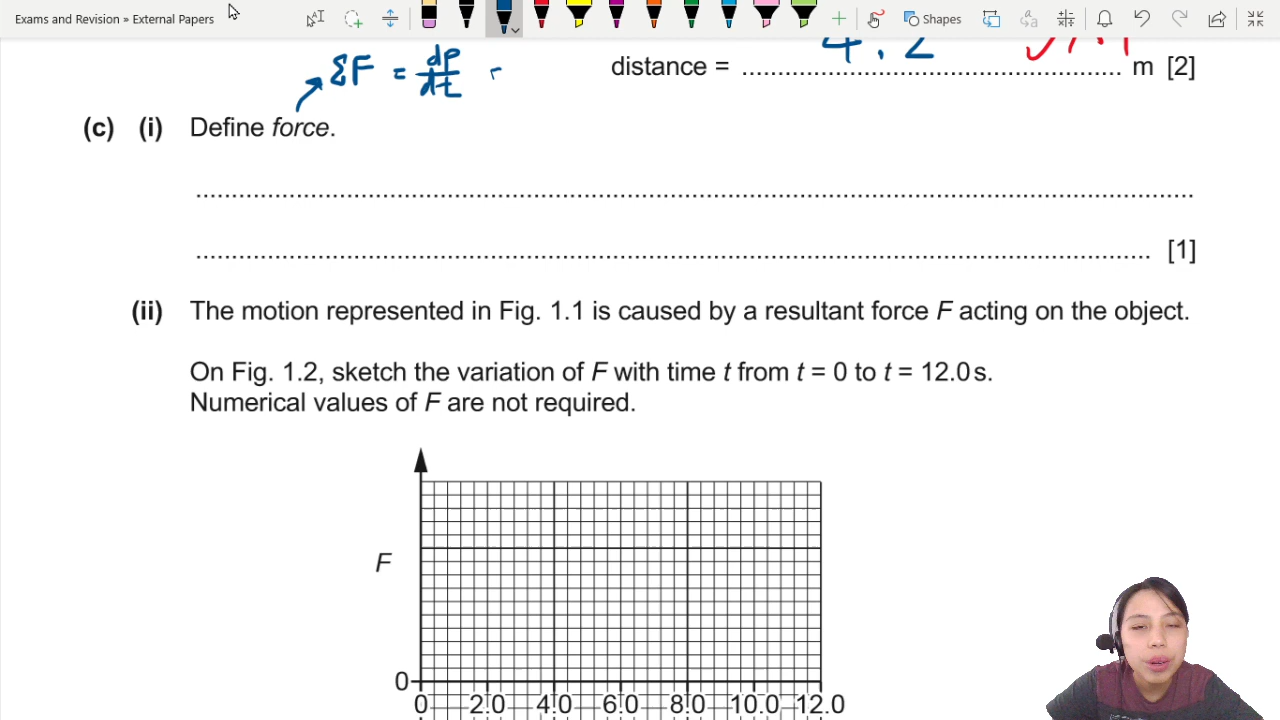 Exams and Revision » External Papers
Shapes
ΣF = dp/dt
4.2
distance = ........ m [2]
(c) (i) Define force.
[1]
(ii) The motion represented in Fig. 1.1 is caused by a resultant force F acting on the object.
On Fig. 1.2, sketch the variation of F with time t from t = 0 to t = 12.0 s.
Numerical values of F are not required.
F
0
0 2.0 4.0 6.0 8.0 10.0 12.0